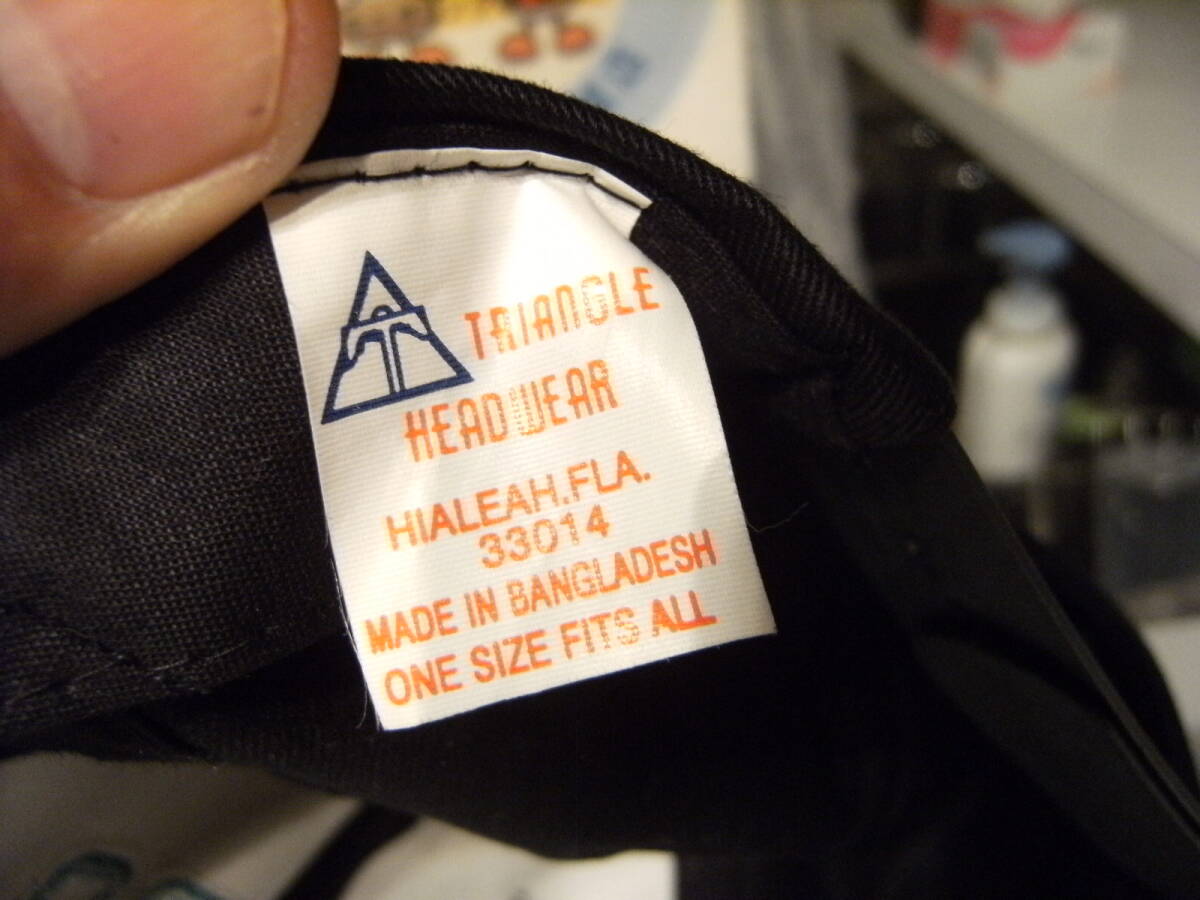 TRIANGLE
HEADWEAR
HIALEAH.FLA.
33014
MADE IN BANGLADESH
ONE SIZE FITS ALL